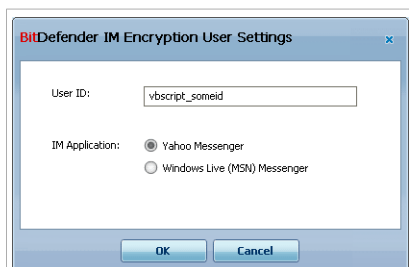 BitDefender IM Encryption User Settings
User ID:
vbscript_someid
IM Application:
Yahoo Messenger
Windows Live (MSN) Messenger
OK
Cancel